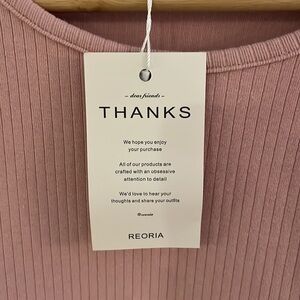 – dear friends –
THANKS
We hope you enjoy
your purchase
All of our products are
crafted with an obsessive
attention to detail
We'd love to hear your
thoughts and share your outfits
@reoria
REORIA